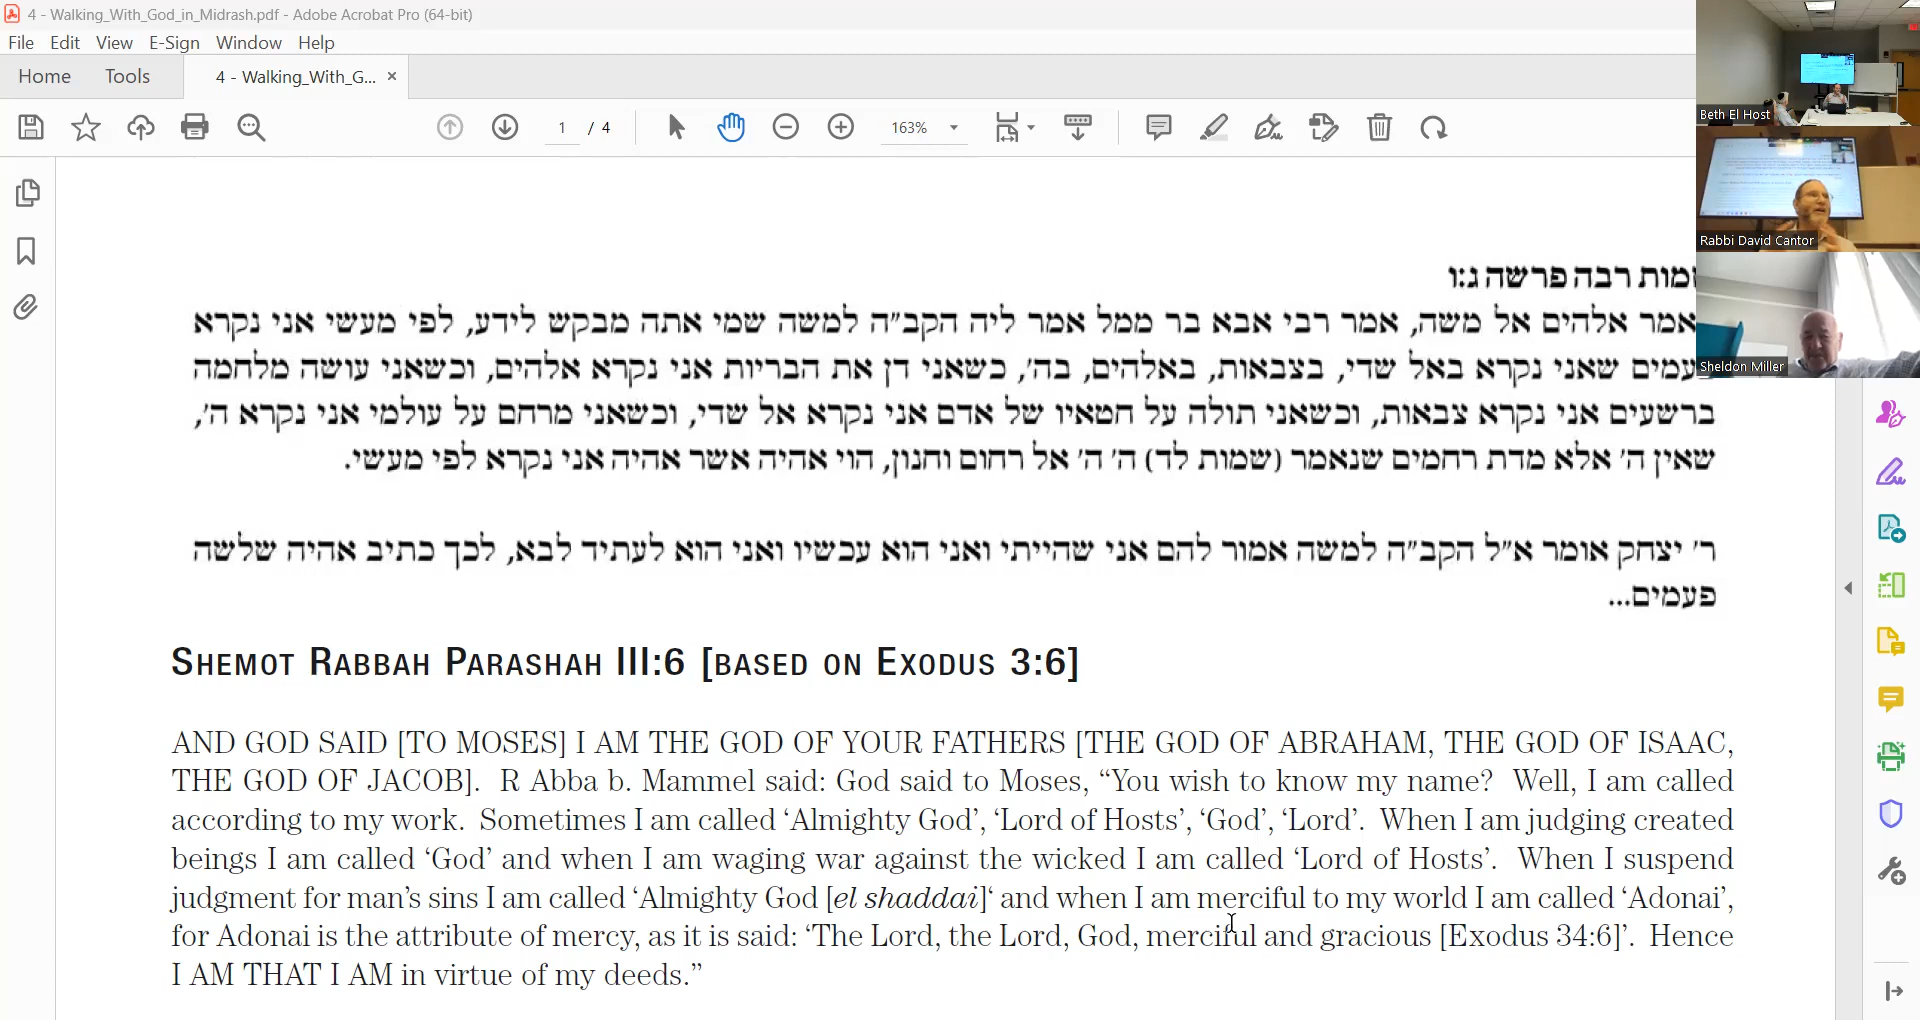 4 - Walking_With_God_in_Midrash.pdf - Adobe Acrobat Pro (64-bit)
File Edit View E-Sign Window Help
Home Tools 4 - Walking_With_G... ×
1 / 4 163%
Beth El Host
Rabbi David Cantor
Sheldon Miller
מות רבה פרשה ג:ו
אמר אלהים אל משה, אמר רבי אבא בר ממל אמר ליה הקב"ה למשה שמי אתה מבקש לידע, לפי מעשי אני נקרא
עמים שאני נקרא באל שדי, בצבאות, באלהים, בה', כשאני דן את הבריות אני נקרא אלהים, וכשאני עושה מלחמה
ברשעים אני נקרא צבאות, וכשאני תולה על חטאיו של אדם אני נקרא אל שדי, וכשאני מרחם על עולמי אני נקרא ה',
שאין ה' אלא מדת רחמים שנאמר (שמות לד) ה' ה' אל רחום וחנון, הוי אהיה אשר אהיה אני נקרא לפי מעשי.
ר' יצחק אומר א"ל הקב"ה למשה אמור להם אני שהייתי ואני הוא עכשיו ואני הוא לעתיד לבא, לכך כתיב אהיה שלשה
פעמים...
SHEMOT RABBAH PARASHAH III:6 [BASED ON EXODUS 3:6]
AND GOD SAID [TO MOSES] I AM THE GOD OF YOUR FATHERS [THE GOD OF ABRAHAM, THE GOD OF ISAAC,
THE GOD OF JACOB]. R Abba b. Mammel said: God said to Moses, “You wish to know my name? Well, I am called
according to my work. Sometimes I am called ‘Almighty God’, ‘Lord of Hosts’, ‘God’, ‘Lord’. When I am judging created
beings I am called ‘God’ and when I am waging war against the wicked I am called ‘Lord of Hosts’. When I suspend
judgment for man’s sins I am called ‘Almighty God [el shaddai]‘ and when I am merciful to my world I am called ‘Adonai’,
for Adonai is the attribute of mercy, as it is said: ‘The Lord, the Lord, God, merciful and gracious [Exodus 34:6]’. Hence
I AM THAT I AM in virtue of my deeds.”